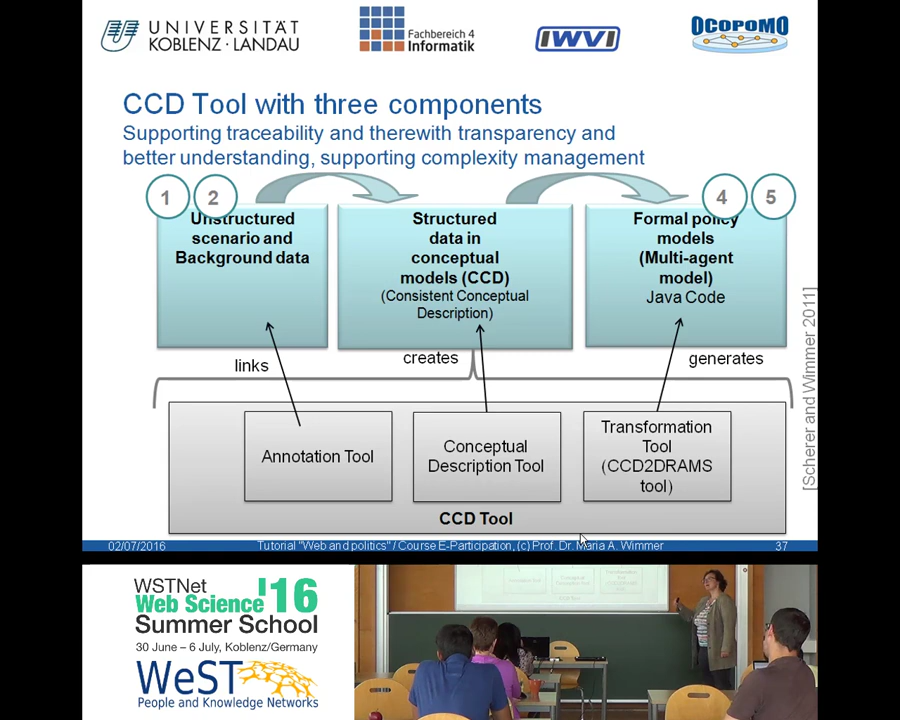 UNIVERSITÄT
KOBLENZ · LANDAU
Fachbereich 4
Informatik
IWVI
OCOPOMO
CCD Tool with three components
Supporting traceability and therewith transparency and
better understanding, supporting complexity management
1
2
4
5
Unstructured
scenario and
Background data
Structured
data in
conceptual
models (CCD)
(Consistent Conceptual
Description)
Formal policy
models
(Multi-agent
model)
Java Code
links
creates
generates
[Scherer and Wimmer 2011]
Annotation Tool
Conceptual
Description Tool
Transformation
Tool
(CCD2DRAMS
tool)
CCD Tool
02/07/2016
Tutorial "Web and politics" / Course E-Participation, (c) Prof. Dr. Maria A. Wimmer
37
WSTNet
Web Science '16
Summer School
30 June – 6 July, Koblenz/Germany
WeST
People and Knowledge Networks